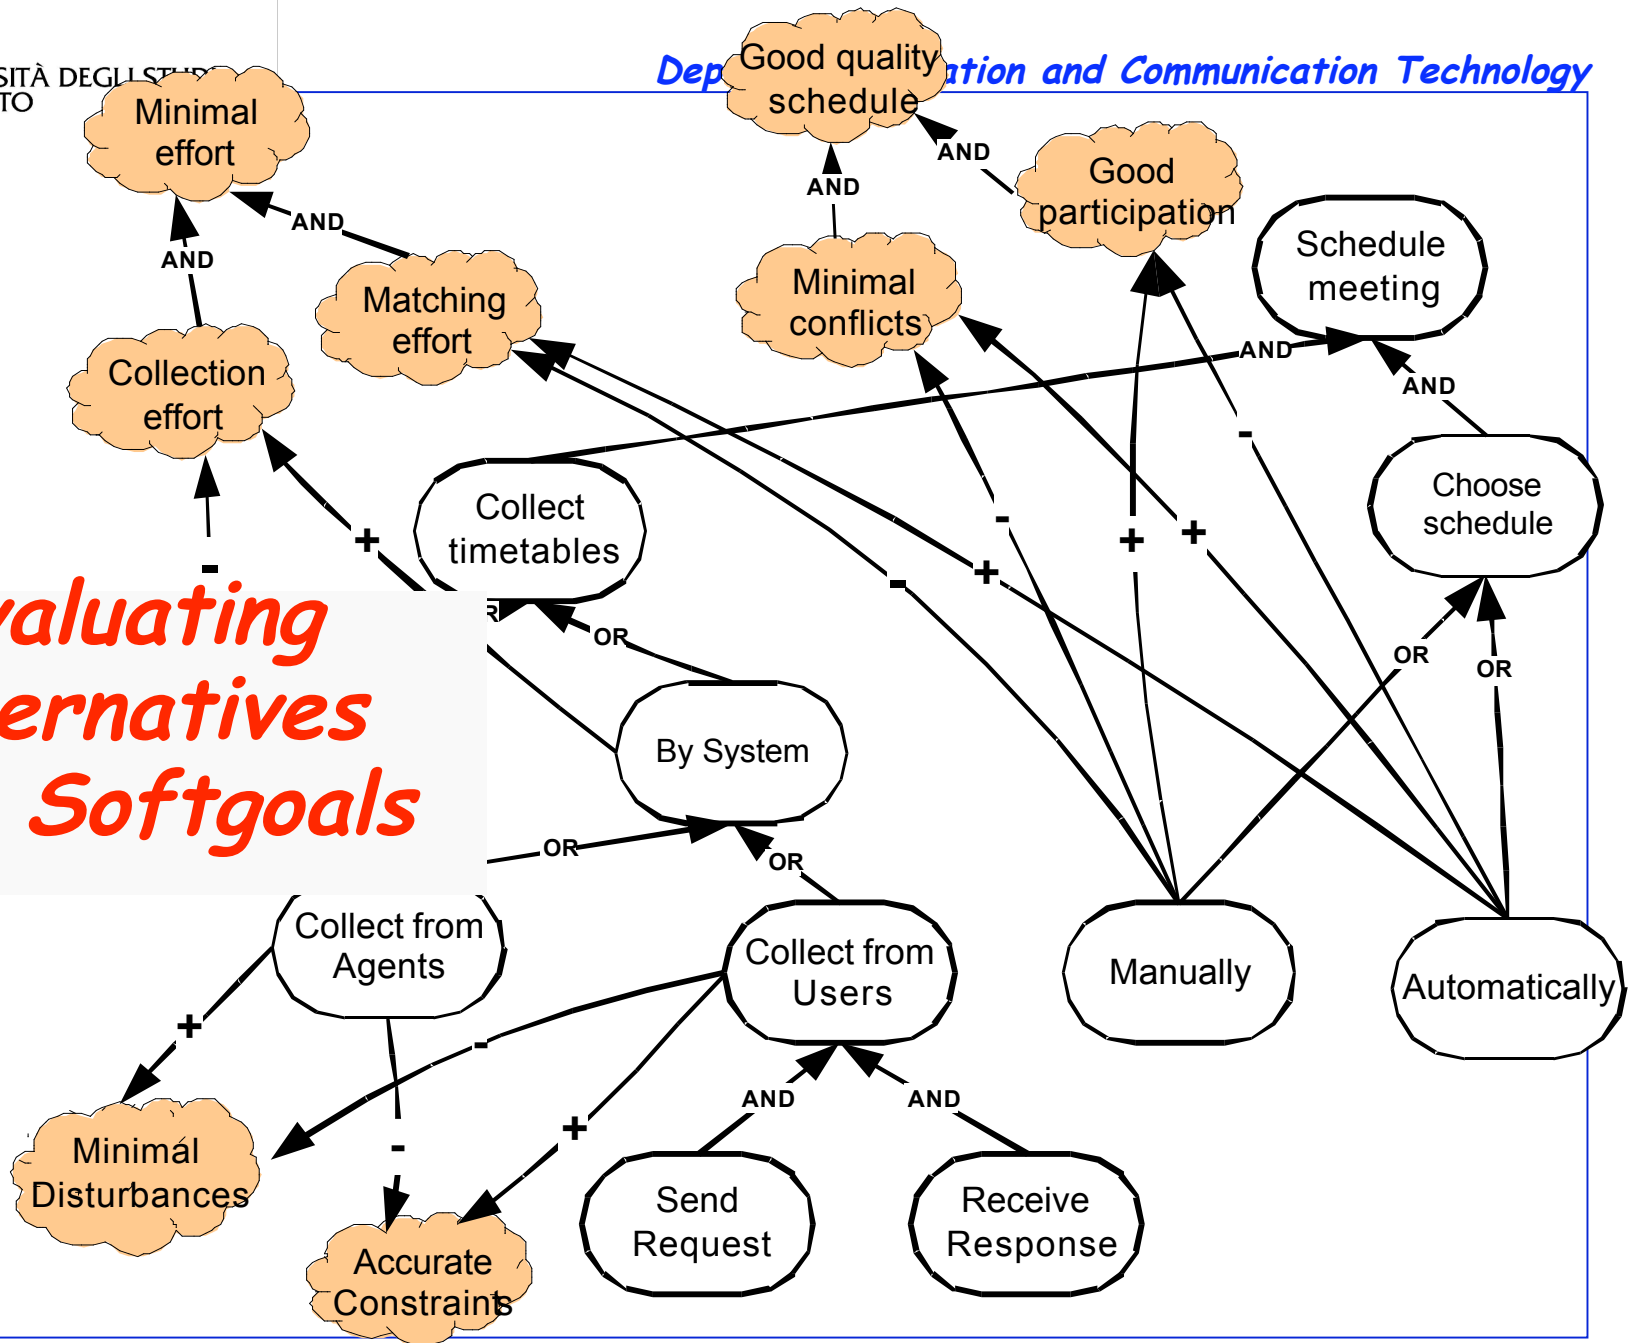 SITÀ DEGLI STUDI
TO
Dep
ation and Communication Technology
Good quality
schedule
Minimal
effort
AND
AND
Good
participation
AND
AND
Schedule
meeting
Minimal
conflicts
Matching
effort
AND
AND
Collection
effort
-
Choose
schedule
Collect
timetables
-
+
+
+
+
-
-
-
valuating
R
OR
OR
OR
ernatives
By System
Softgoals
OR
OR
Collect from
Agents
Collect from
Users
Manually
Automatically
+
-
AND
AND
+
-
Minimal
Disturbances
Send
Request
Receive
Response
Accurate
Constraints